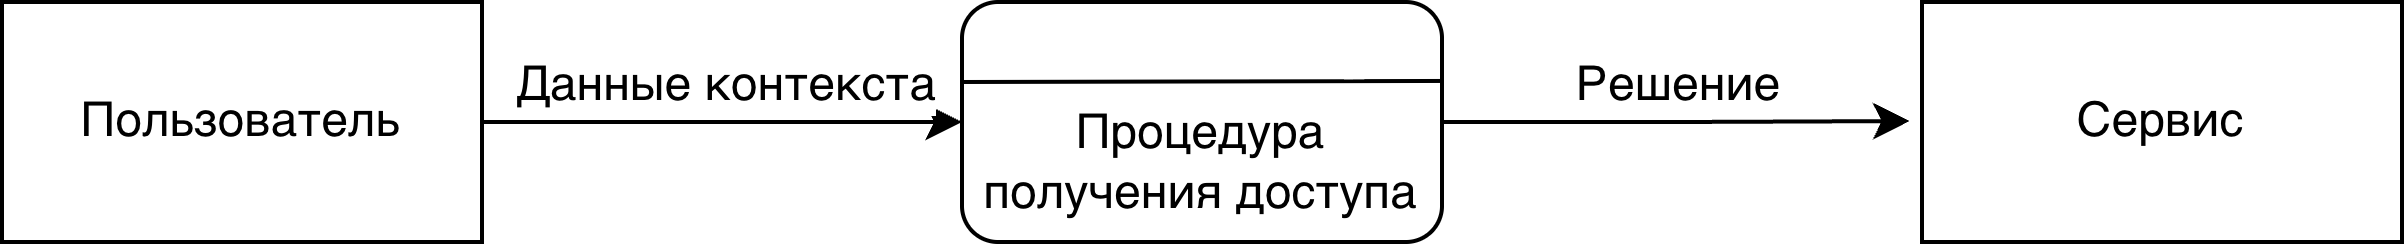 Пользователь
Данные контекста
Процедура
получения доступа
Решение
Сервис